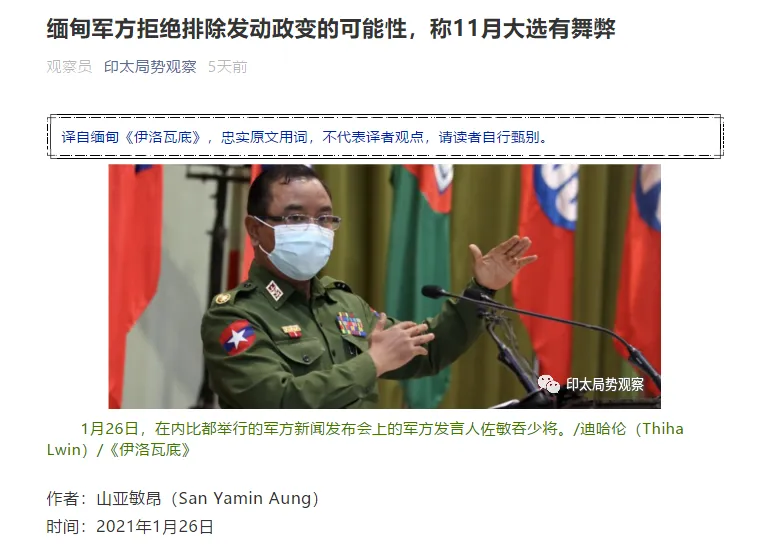 缅甸军方拒绝排除发动政变的可能性，称11月大选有舞弊
观察员 印太局势观察 5天前
译自缅甸《伊洛瓦底》，忠实原文用词，不代表译者观点，请读者自行甄别。
印太局势观察
1月26日，在内比都举行的军方新闻发布会上的军方发言人佐敏吞少将。/迪哈伦（Thiha
Lwin）/《伊洛瓦底》
作者：山亚敏昂（San Yamin Aung）
时间：2021年1月26日